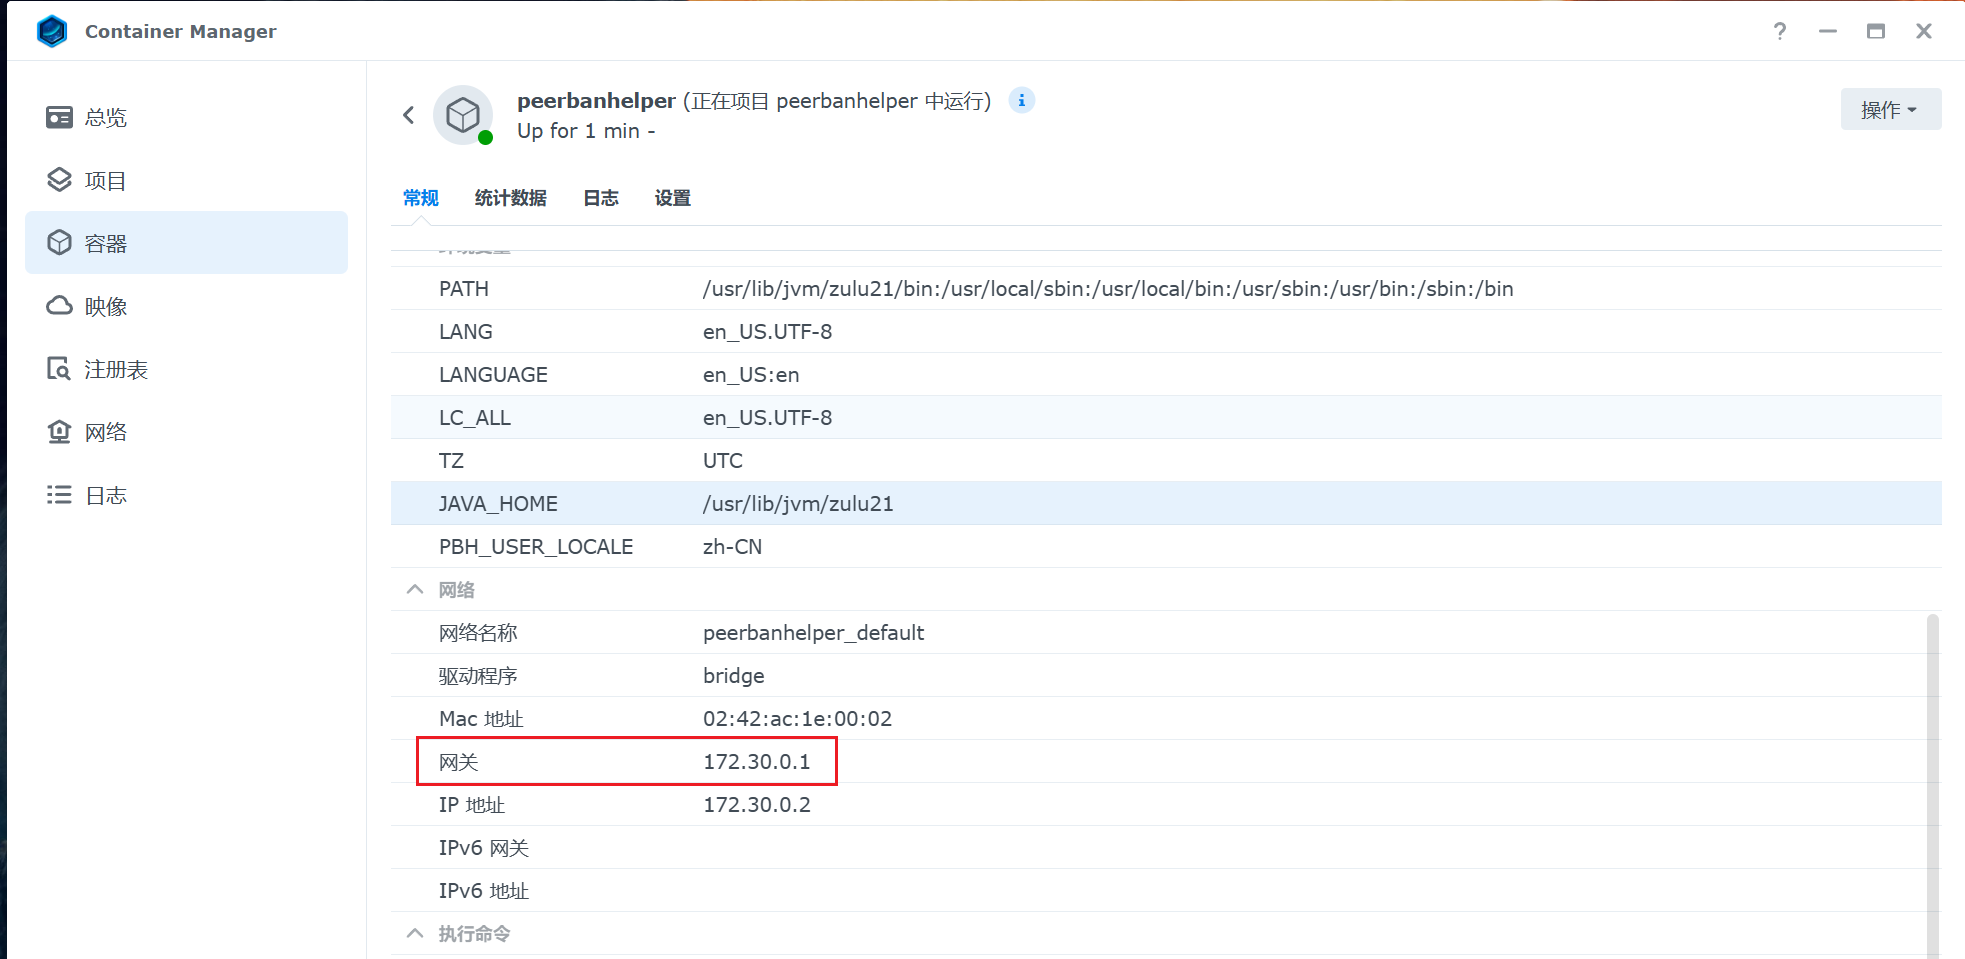 Container Manager
总览
项目
容器
映像
注册表
网络
日志
peerbanhelper (正在项目 peerbanhelper 中运行)
Up for 1 min -
操作
常规 统计数据 日志 设置
PATH /usr/lib/jvm/zulu21/bin:/usr/local/sbin:/usr/local/bin:/usr/sbin:/usr/bin:/sbin:/bin
LANG en_US.UTF-8
LANGUAGE en_US:en
LC_ALL en_US.UTF-8
TZ UTC
JAVA_HOME /usr/lib/jvm/zulu21
PBH_USER_LOCALE zh-CN
网络
网络名称 peerbanhelper_default
驱动程序 bridge
Mac 地址 02:42:ac:1e:00:02
网关 172.30.0.1
IP 地址 172.30.0.2
IPv6 网关
IPv6 地址
执行命令